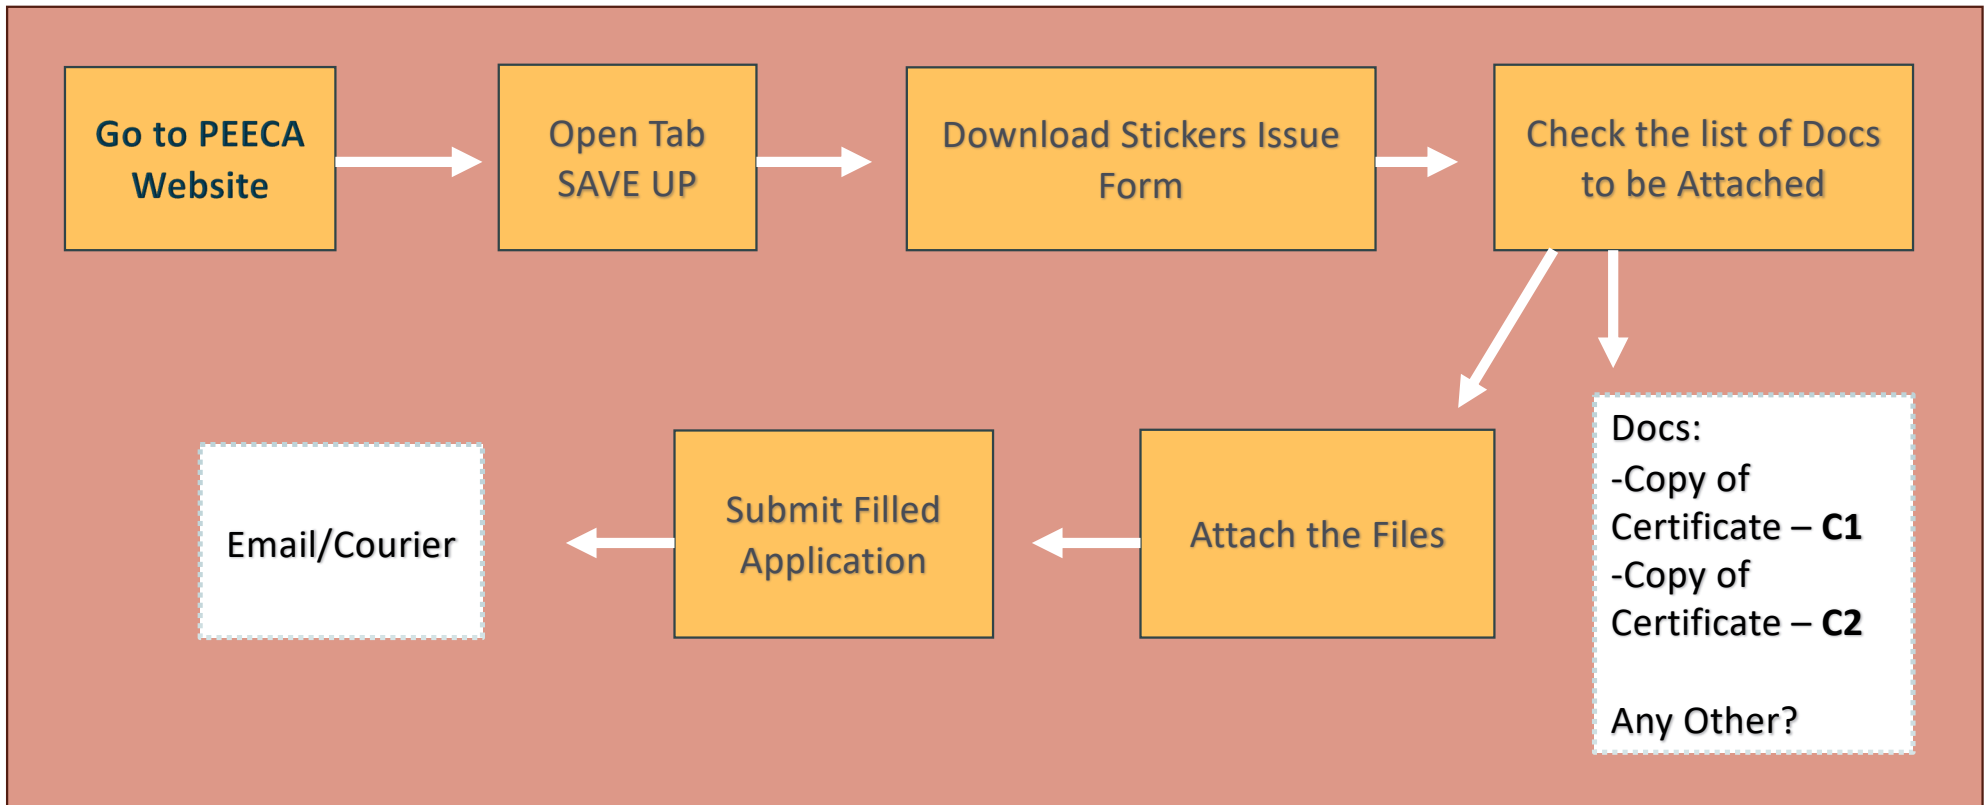 Go to PEECA
Website
Open Tab
SAVE UP
Download Stickers Issue
Form
Check the list of Docs
to be Attached
Docs:
-Copy of
Certificate – C1
-Copy of
Certificate – C2
Any Other?
Attach the Files
Submit Filled
Application
Email/Courier